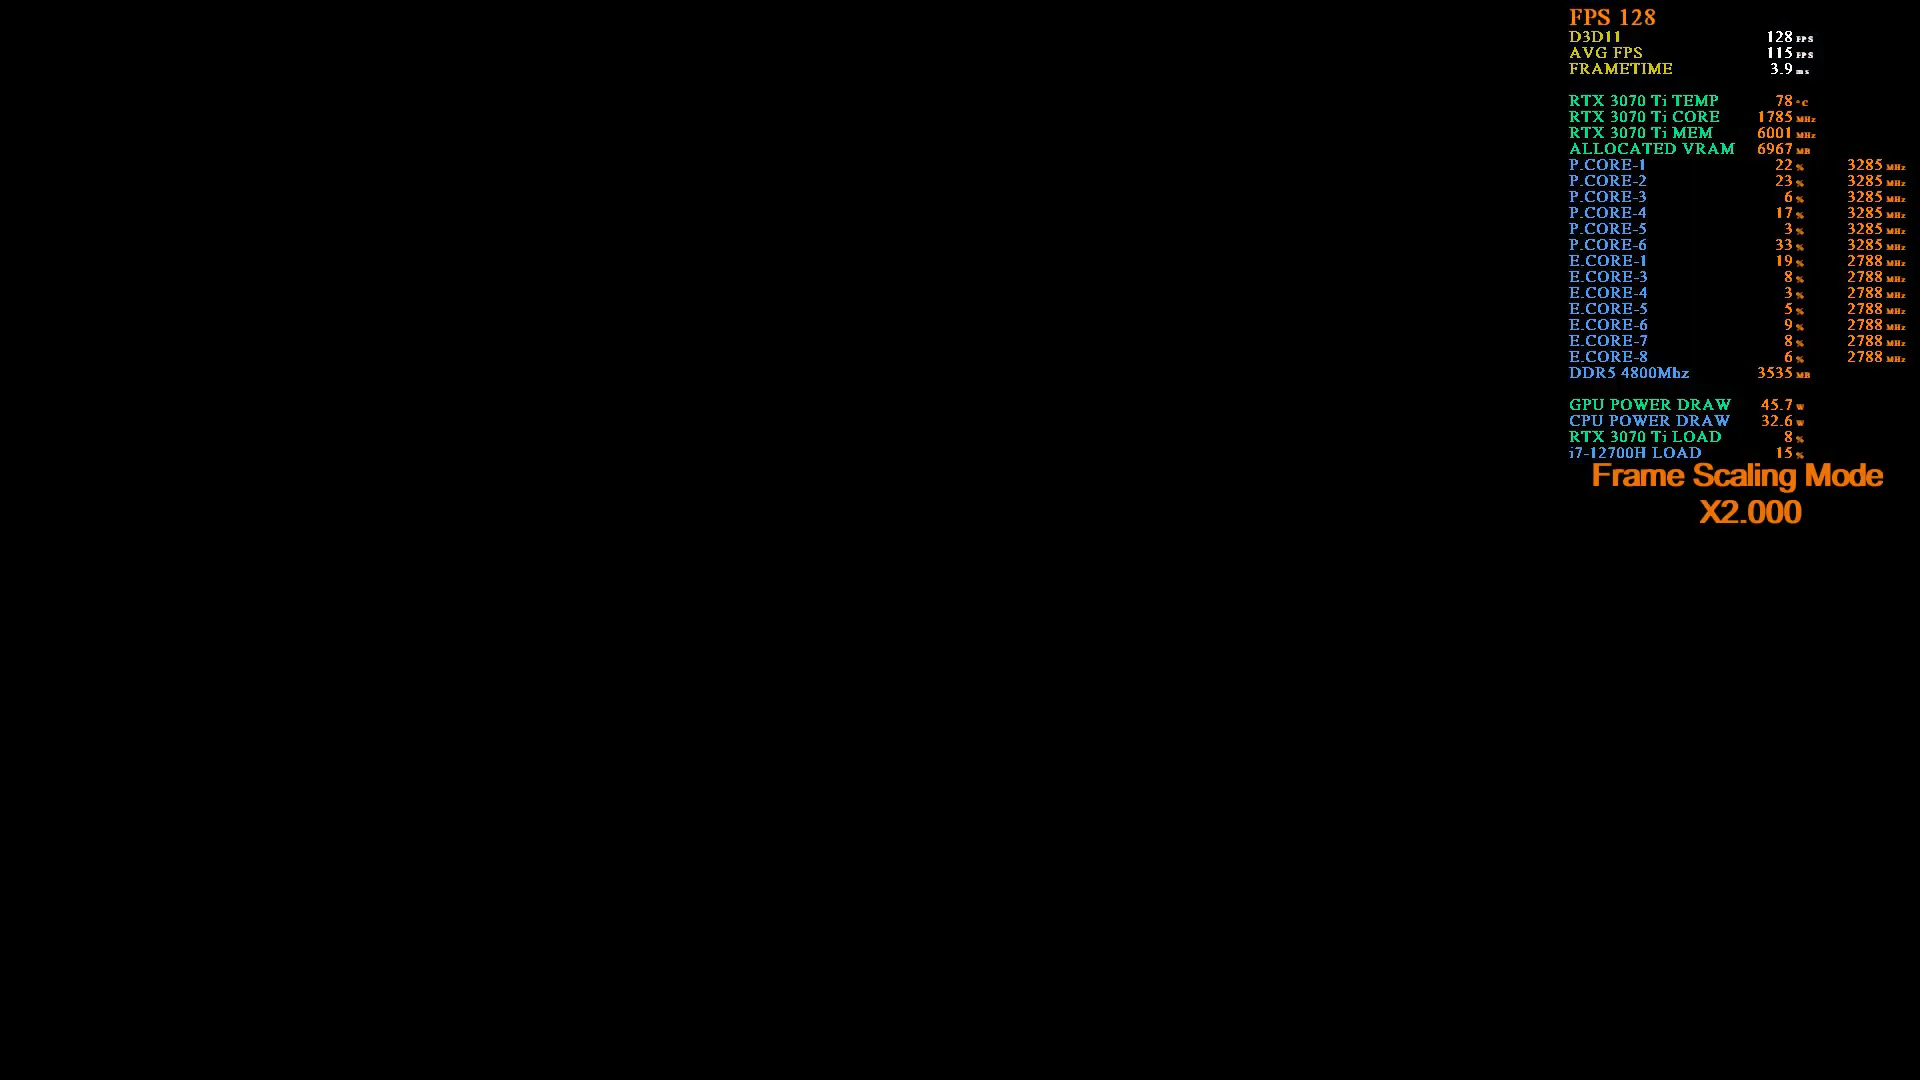 FPS 128
D3D11 128 FPS
AVG FPS 115 FPS
FRAMETIME 3.9 ms
RTX 3070 Ti TEMP 78 °C
RTX 3070 Ti CORE 1785 MHz
RTX 3070 Ti MEM 6001 MHz
ALLOCATED VRAM 6967 MB
P.CORE-1 22 % 3285 MHz
P.CORE-2 23 % 3285 MHz
P.CORE-3 6 % 3285 MHz
P.CORE-4 17 % 3285 MHz
P.CORE-5 3 % 3285 MHz
P.CORE-6 33 % 3285 MHz
E.CORE-1 19 % 2788 MHz
E.CORE-3 8 % 2788 MHz
E.CORE-4 3 % 2788 MHz
E.CORE-5 5 % 2788 MHz
E.CORE-6 9 % 2788 MHz
E.CORE-7 8 % 2788 MHz
E.CORE-8 6 % 2788 MHz
DDR5 4800Mhz 3535 MB
GPU POWER DRAW 45.7 W
CPU POWER DRAW 32.6 W
RTX 3070 Ti LOAD 8 %
i7-12700H LOAD 15 %
Frame Scaling Mode
X2.000